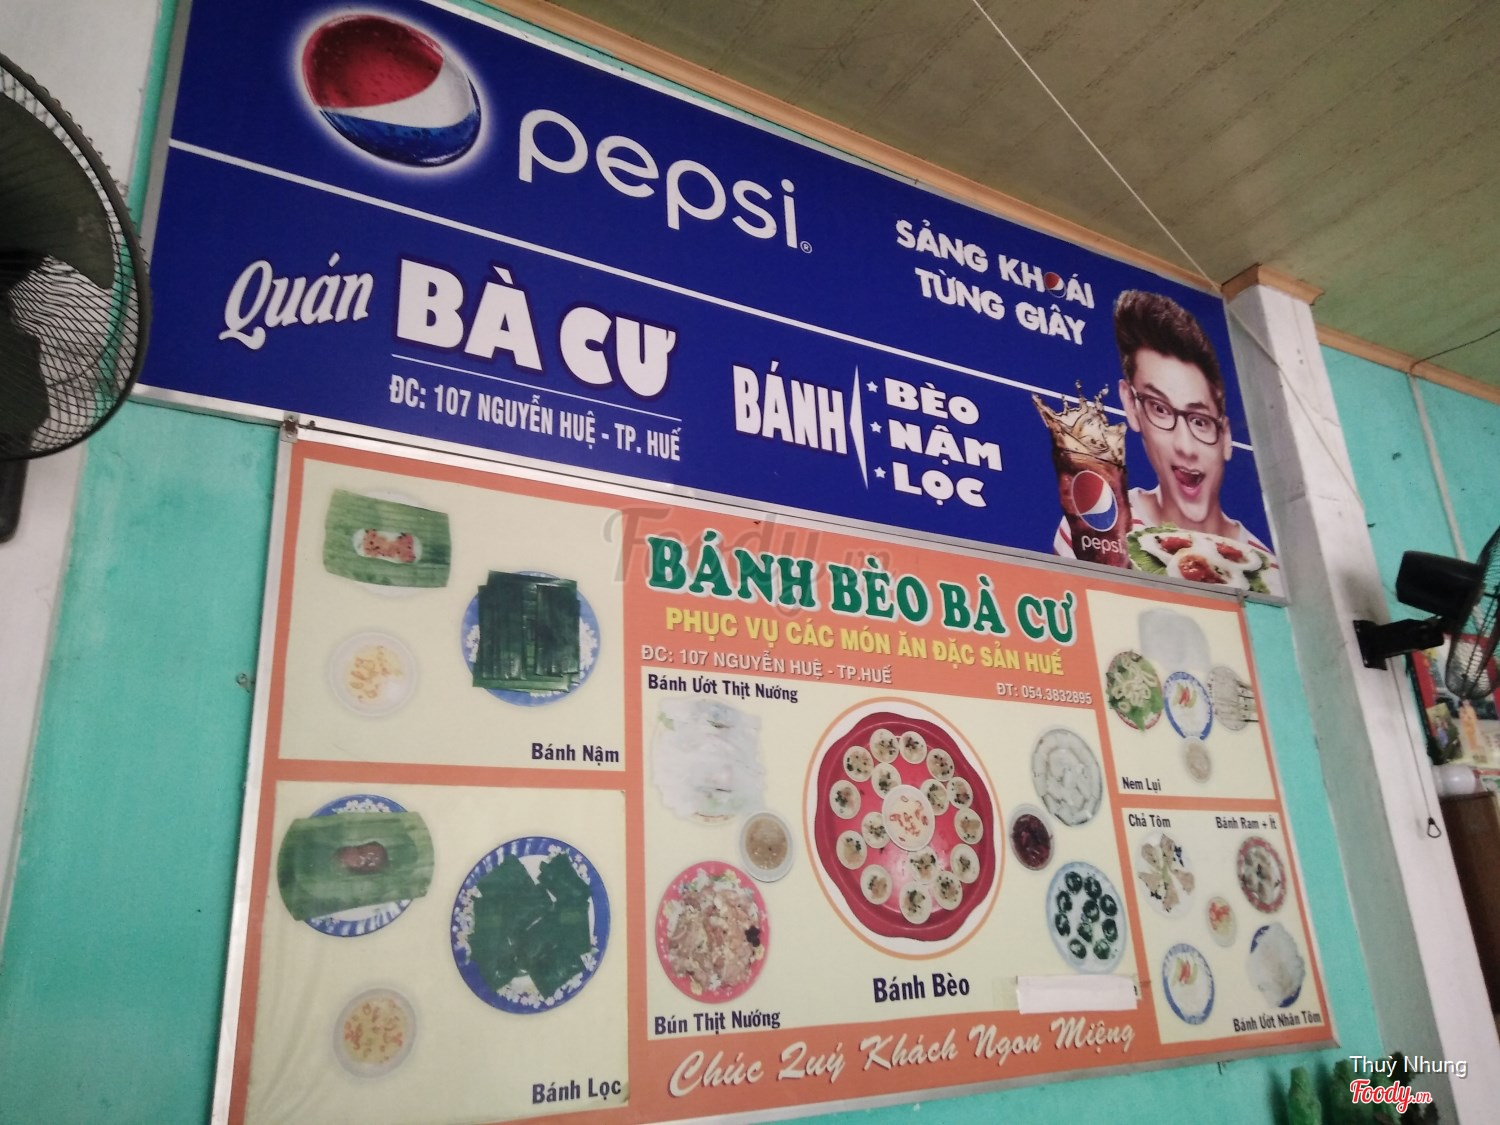 pepsi®
SẢNG KHOÁI
TỪNG GIÂY
Quán BÀ CƯ
ĐC: 107 NGUYỄN HUỆ - TP. HUẾ
BÁNH
BÈO
NẬM
LỌC
pepsi
Foody.vn
BÁNH BÈO BÀ CƯ
PHỤC VỤ CÁC MÓN ĂN ĐẶC SẢN HUẾ
ĐC: 107 NGUYỄN HUỆ - TP.HUẾ
ĐT: 054.3832895
Bánh Nậm
Bánh Lọc
Bánh Ướt Thịt Nướng
Bún Thịt Nướng
Bánh Bèo
Nem Lụi
Chả Tôm
Bánh Ram + Ít
Bánh Ướt Nhân Tôm
Chúc Quý Khách Ngon Miệng
Thuỳ Nhung
Foody.vn